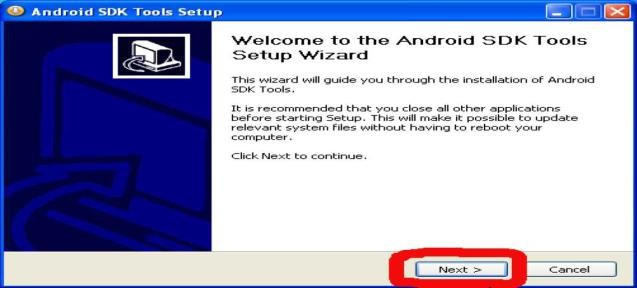 Android SDK Tools Setup
Welcome to the Android SDK Tools
Setup Wizard
This wizard will guide you through the installation of Android
SDK Tools.
It is recommended that you close all other applications
before starting Setup. This will make it possible to update
relevant system files without having to reboot your
computer.
Click Next to continue.
Next >
Cancel